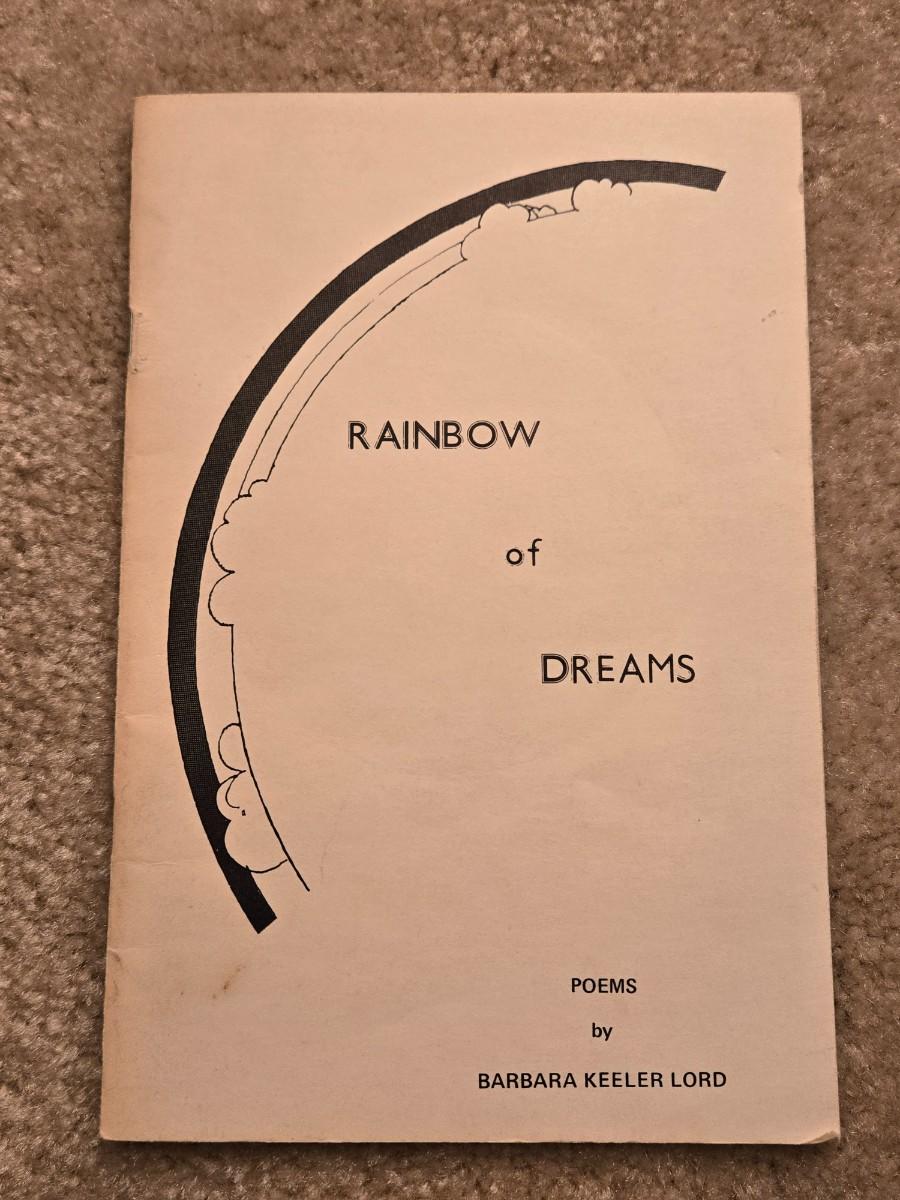 RAINBOW
of
DREAMS
POEMS
by
BARBARA KEELER LORD